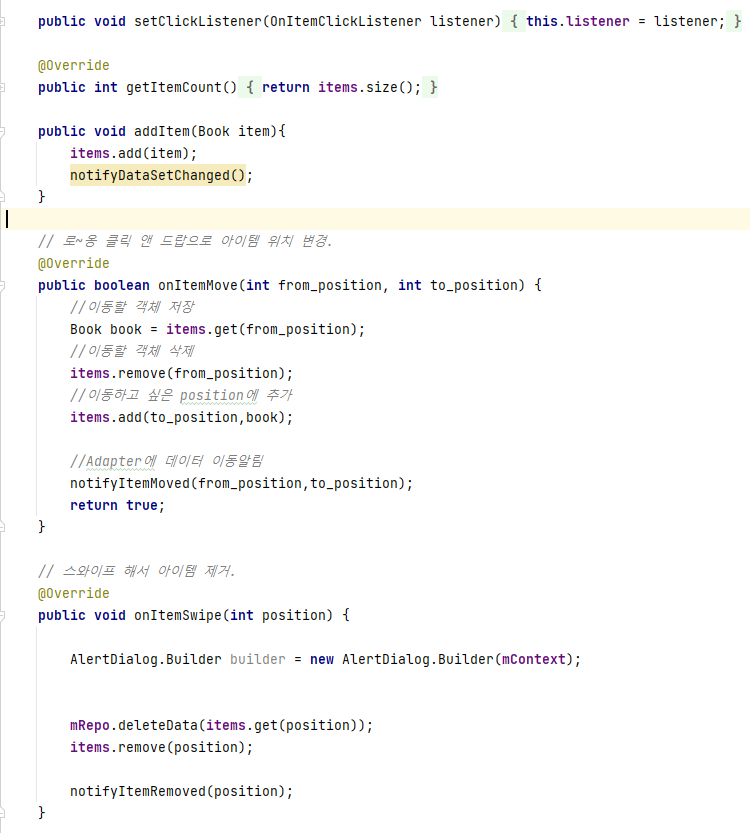 public void setClickListener(OnItemClickListener listener) { this.listener = listener; }
@Override
public int getItemCount() { return items.size(); }
public void addItem(Book item){
items.add(item);
notifyDataSetChanged();
}
// 로~옹 클릭 앤 드랍으로 아이템 위치 변경.
@Override
public boolean onItemMove(int from_position, int to_position) {
//이동할 객체 저장
Book book = items.get(from_position);
//이동할 객체 삭제
items.remove(from_position);
//이동하고 싶은 position에 추가
items.add(to_position,book);
//Adapter에 데이터 이동알림
notifyItemMoved(from_position,to_position);
return true;
}
// 스와이프 해서 아이템 제거.
@Override
public void onItemSwipe(int position) {
AlertDialog.Builder builder = new AlertDialog.Builder(mContext);
mRepo.deleteData(items.get(position));
items.remove(position);
notifyItemRemoved(position);
}